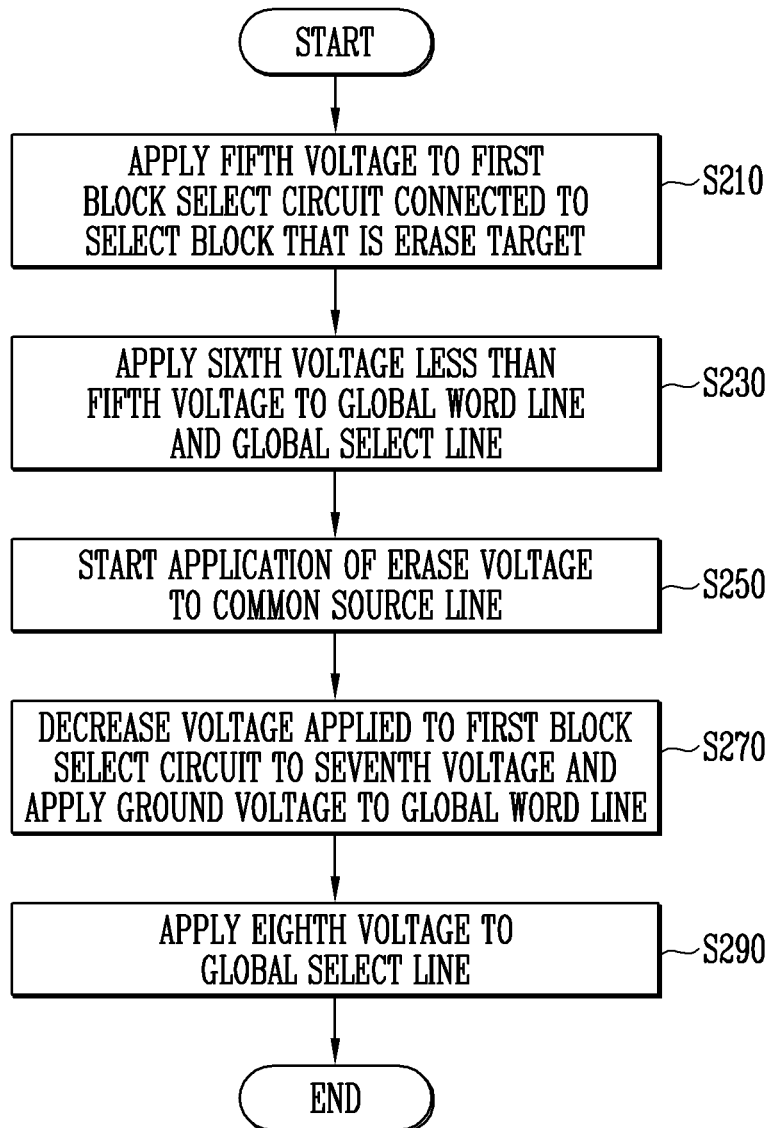 START
APPLY FIFTH VOLTAGE TO FIRST
BLOCK SELECT CIRCUIT CONNECTED TO
SELECT BLOCK THAT IS ERASE TARGET
S210
APPLY SIXTH VOLTAGE LESS THAN
FIFTH VOLTAGE TO GLOBAL WORD LINE
AND GLOBAL SELECT LINE
S230
START APPLICATION OF ERASE VOLTAGE
TO COMMON SOURCE LINE
S250
DECREASE VOLTAGE APPLIED TO FIRST BLOCK
SELECT CIRCUIT TO SEVENTH VOLTAGE AND
APPLY GROUND VOLTAGE TO GLOBAL WORD LINE
S270
APPLY EIGHTH VOLTAGE TO
GLOBAL SELECT LINE
S290
END